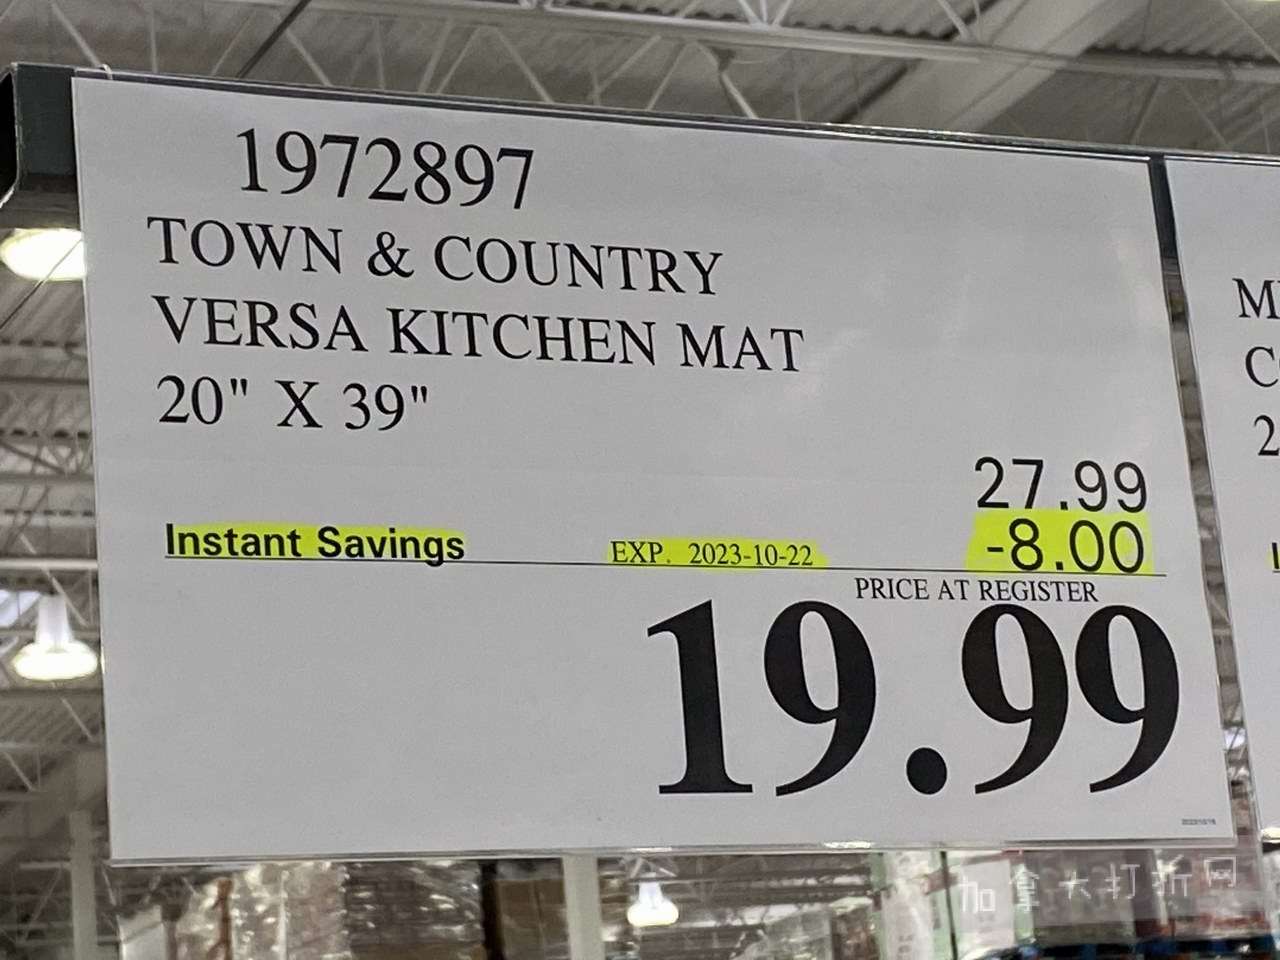 1972897
TOWN & COUNTRY
VERSA KITCHEN MAT
20" X 39"
27.99
Instant Savings EXP. 2023-10-22 -8.00
PRICE AT REGISTER
19.99
M
C
2
加拿大打折网